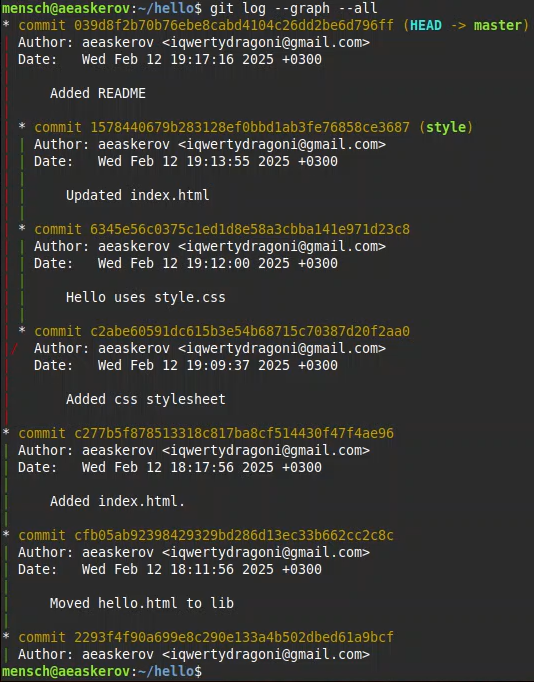 mensch@aeaskerov:~/hello$ git log --graph --all
* commit 039d8f2b70b76ebe8cabd4104c26dd2be6d796ff (HEAD -> master)
| Author: aeaskerov <iqwertydragoni@gmail.com>
| Date:   Wed Feb 12 19:17:16 2025 +0300
|
|     Added README
|
| * commit 1578440679b283128ef0bbd1ab3fe76858ce3687 (style)
| | Author: aeaskerov <iqwertydragoni@gmail.com>
| | Date:   Wed Feb 12 19:13:55 2025 +0300
| |
| |     Updated index.html
| |
| * commit 6345e56c0375c1ed1d8e58a3cbba141e971d23c8
| | Author: aeaskerov <iqwertydragoni@gmail.com>
| | Date:   Wed Feb 12 19:12:00 2025 +0300
| |
| |     Hello uses style.css
| |
| * commit c2abe60591dc615b3e54b68715c70387d20f2aa0
|/  Author: aeaskerov <iqwertydragoni@gmail.com>
|   Date:   Wed Feb 12 19:09:37 2025 +0300
|
|       Added css stylesheet
|
* commit c277b5f878513318c817ba8cf514430f47f4ae96
| Author: aeaskerov <iqwertydragoni@gmail.com>
| Date:   Wed Feb 12 18:17:56 2025 +0300
|
|     Added index.html.
|
* commit cfb05ab92398429329bd286d13ec33b662cc2c8c
| Author: aeaskerov <iqwertydragoni@gmail.com>
| Date:   Wed Feb 12 18:11:56 2025 +0300
|
|     Moved hello.html to lib
|
* commit 2293f4f90a699e8c290e133a4b502dbed61a9bcf
| Author: aeaskerov <iqwertydragoni@gmail.com>
mensch@aeaskerov:~/hello$